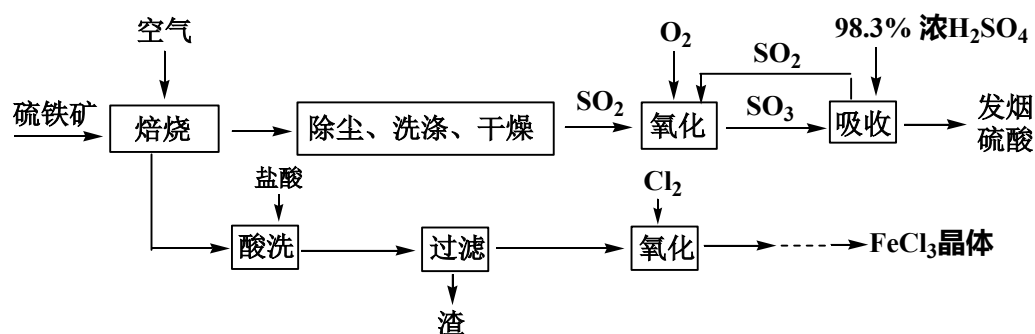 空气
O₂
98.3% 浓H₂SO₄
SO₂
硫铁矿
焙烧
除尘、洗涤、干燥
SO₂
氧化
SO₃
吸收
发烟
硫酸
盐酸
Cl₂
酸洗
过滤
氧化
FeCl₃晶体
渣